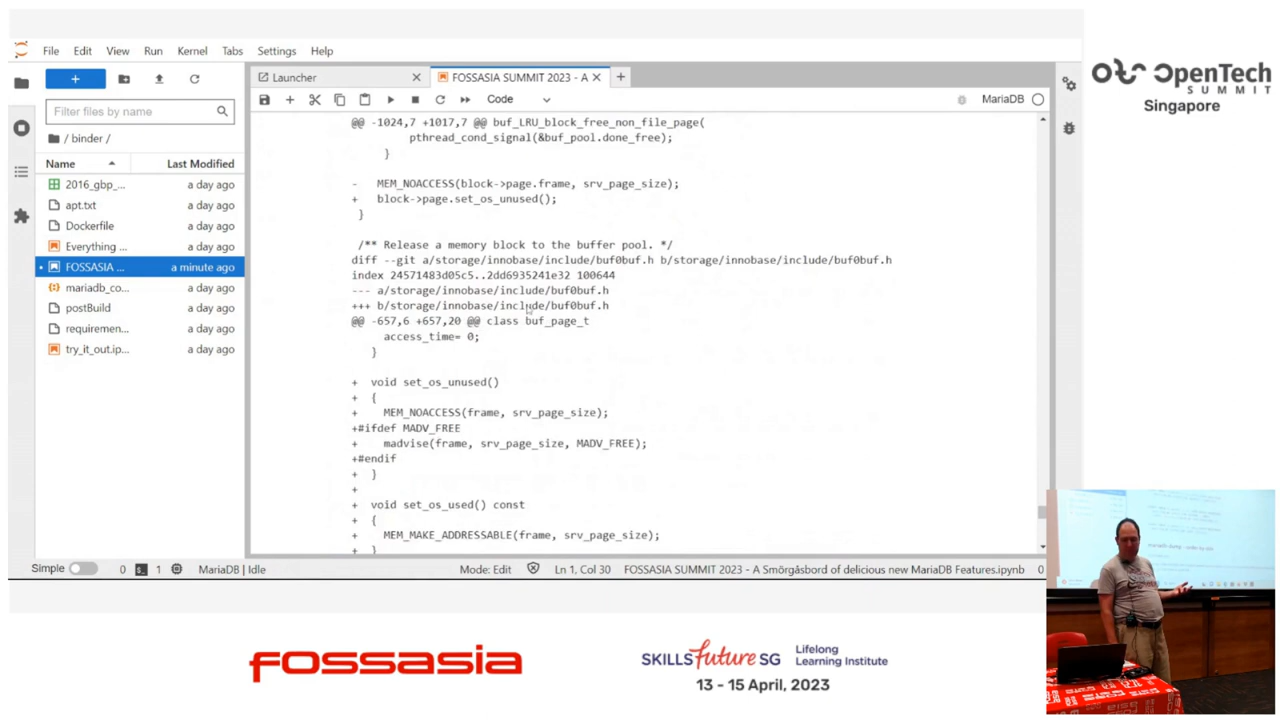 File Edit View Run Kernel Tabs Settings Help
+
Filter files by name
/ binder /
Name Last Modified
2016_gbp_... a day ago
apt.txt a day ago
Dockerfile a day ago
Everything ... a day ago
FOSSASIA ... a minute ago
mariadb_co... a day ago
postBuild a day ago
requiremen... a day ago
try_it_out.ip... a day ago
Launcher × FOSSASIA SUMMIT 2023 - A × +
Code MariaDB
@@ -1024,7 +1017,7 @@ buf_LRU_block_free_non_file_page(
pthread_cond_signal(&buf_pool.done_free);
}
- MEM_NOACCESS(block->page.frame, srv_page_size);
+ block->page.set_os_unused();
}
/** Release a memory block to the buffer pool. */
diff --git a/storage/innobase/include/buf0buf.h b/storage/innobase/include/buf0buf.h
index 24571483d05c5..2dd6935241e32 100644
--- a/storage/innobase/include/buf0buf.h
+++ b/storage/innobase/include/buf0buf.h
@@ -657,6 +657,20 @@ class buf_page_t
access_time= 0;
}
+ void set_os_unused()
+ {
+ MEM_NOACCESS(frame, srv_page_size);
+#ifdef MADV_FREE
+ madvise(frame, srv_page_size, MADV_FREE);
+#endif
+ }
+
+ void set_os_used() const
+ {
+ MEM_MAKE_ADDRESSABLE(frame, srv_page_size);
+ }
Simple 0 1 MariaDB | Idle Mode: Edit Ln 1, Col 30 FOSSASIA SUMMIT 2023 - A Smörgåsbord of delicious new MariaDB Features.ipynb 0
OpenTech
SUMMIT
Singapore
FOSSASIA
SKILLS future SG
Lifelong
Learning Institute
13 - 15 April, 2023